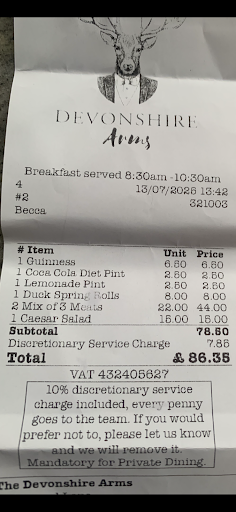 DEVONSHIRE
Arms
Breakfast served 8:30am -10:30am
4 13/07/2025 13:42
#2 321003
Becca
# Item Unit Price
1 Guinness 6.50 6.50
1 Coca Cola Diet Pint 2.50 2.50
1 Lemonade Pint 2.50 2.50
1 Duck Spring Rolls 8.00 8.00
2 Mix of 3 Meats 22.00 44.00
1 Caesar Salad 15.00 15.00
Subtotal 78.50
Discretionary Service Charge 7.85
Total £ 86.35
VAT 432405627
10% discretionary service
charge included, every penny
goes to the team. If you would
prefer not to, please let us know
and we will remove it.
Mandatory for Private Dining.
The Devonshire Arms